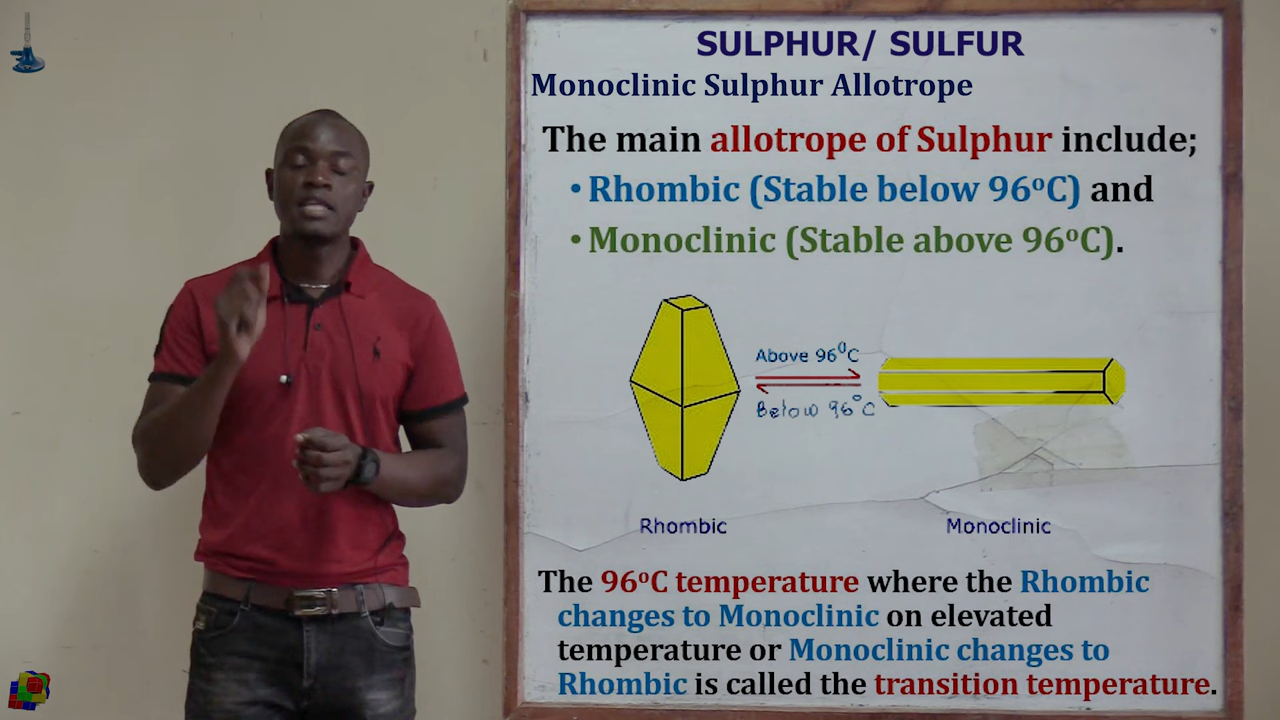 SULPHUR/ SULFUR
Monoclinic Sulphur Allotrope
The main allotrope of Sulphur include;
• Rhombic (Stable below 96°C) and
• Monoclinic (Stable above 96°C).
Above 96⁰C
Below 96°C
Rhombic
Monoclinic
The 96°C temperature where the Rhombic
changes to Monoclinic on elevated
temperature or Monoclinic changes to
Rhombic is called the transition temperature.